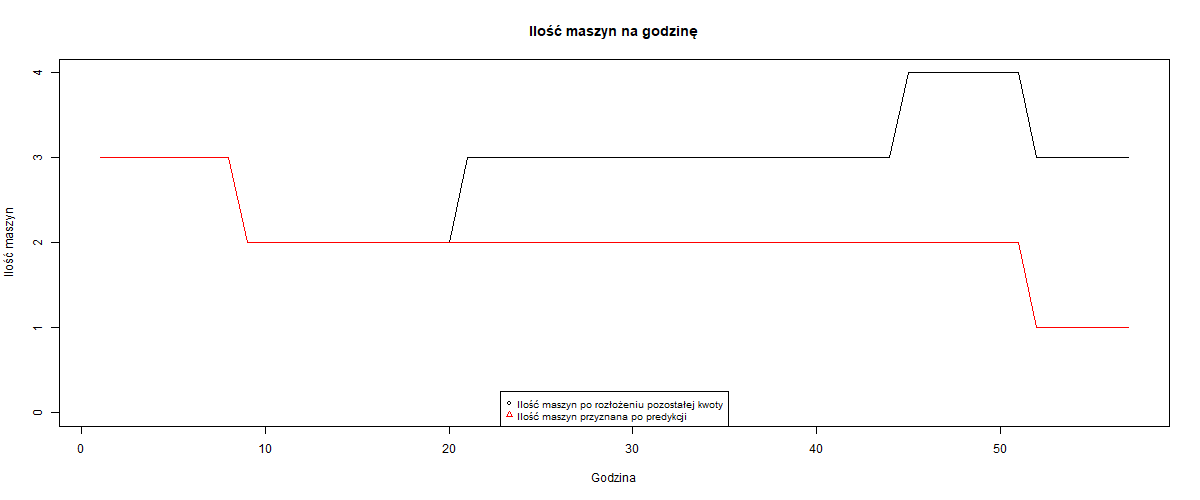 Ilość maszyn na godzinę
Ilość maszyn
4
3
2
1
0
Ilość maszyn po rozłożeniu pozostałej kwoty
Ilość maszyn przyznana po predykcji
0 10 20 30 40 50
Godzina